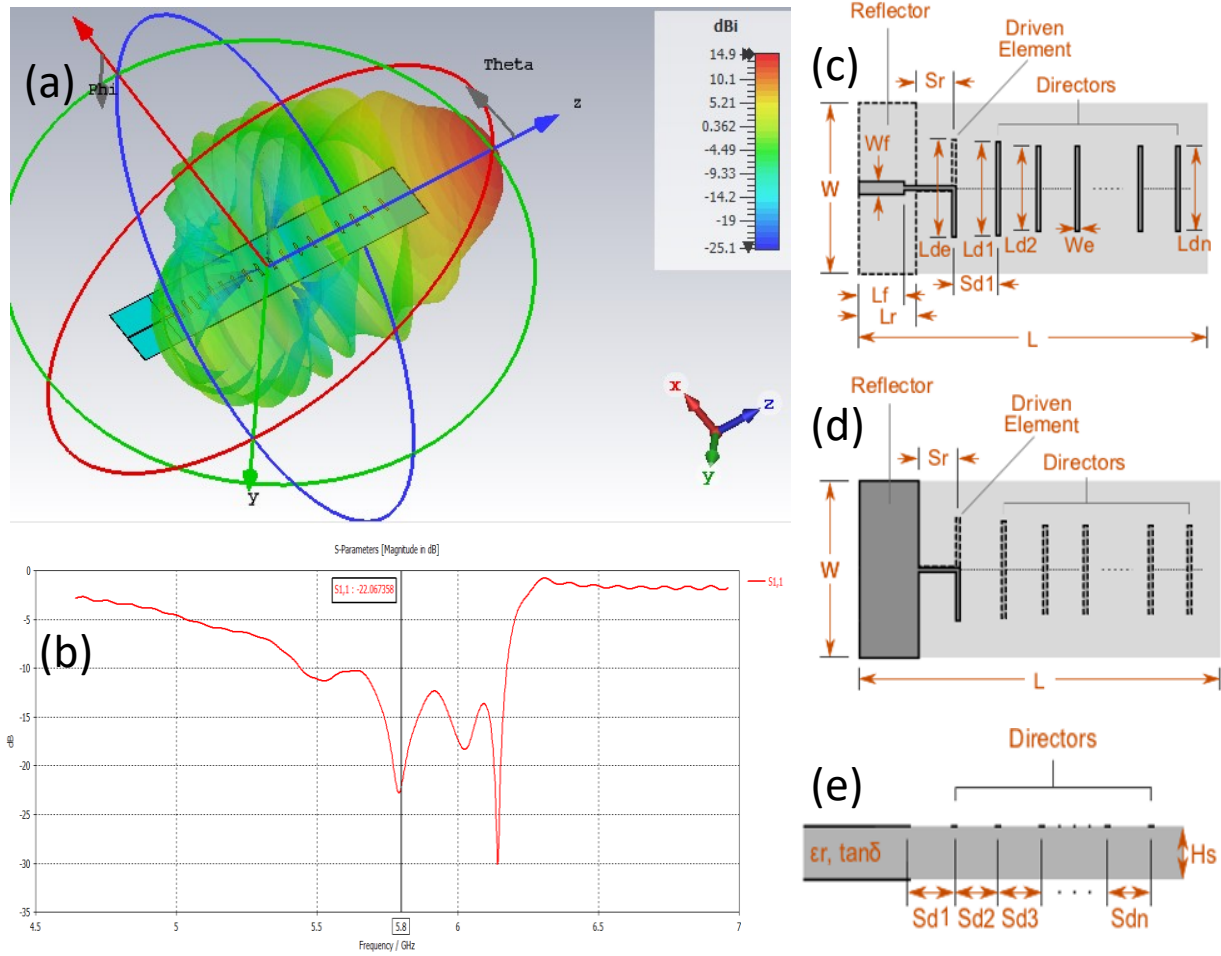 (a)
Phi
Theta
z
y
x
z
y
dBi
14.9
10.1
5.21
0.362
-4.49
-9.33
-14.2
-19
-25.1
S-Parameters [Magnitude in dB]
(b)
S1,1 : -22.067358
S1,1
0
-5
-10
-15
-20
-25
-30
-35
dB
4.5
5
5.5
5.8
6
6.5
7
Frequency / GHz
(c)
Reflector
Driven
Element
Sr
Directors
Wf
W
Lde
Ld1
Ld2
We
Ldn
Sd1
Lf
Lr
L
(d)
Reflector
Driven
Element
Sr
Directors
W
L
(e)
Directors
εr, tanδ
Hs
Sd1
Sd2
Sd3
Sdn